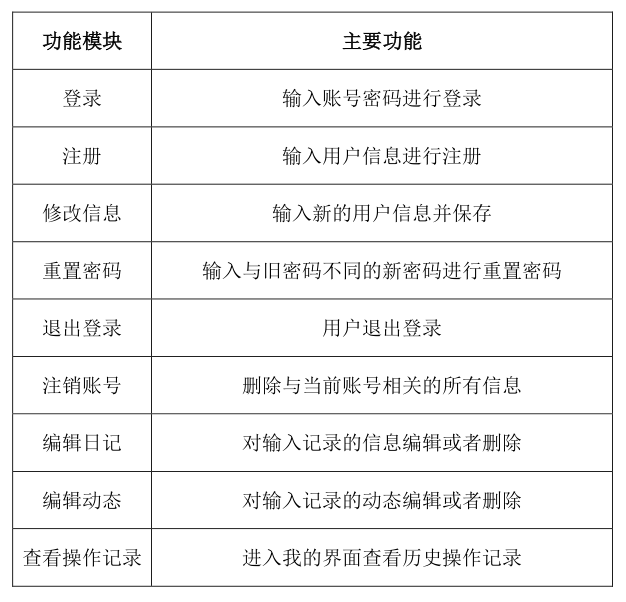 功能模块 主要功能
登录 输入账号密码进行登录
注册 输入用户信息进行注册
修改信息 输入新的用户信息并保存
重置密码 输入与旧密码不同的新密码进行重置密码
退出登录 用户退出登录
注销账号 删除与当前账号相关的所有信息
编辑日记 对输入记录的信息编辑或者删除
编辑动态 对输入记录的动态编辑或者删除
查看操作记录 进入我的界面查看历史操作记录